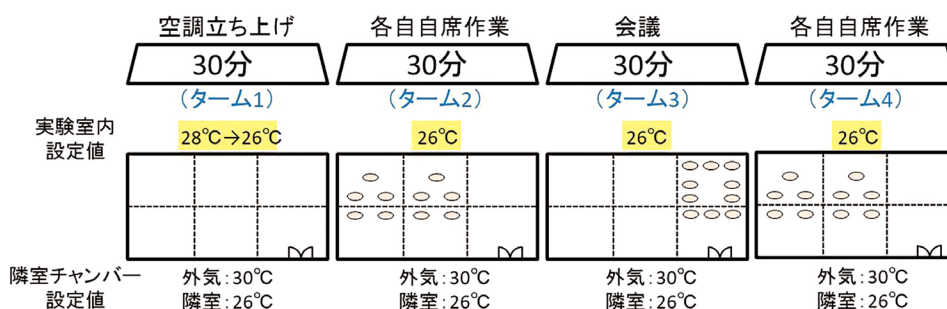 空調立ち上げ 各自自席作業 会議 各自自席作業
30分 30分 30分 30分
(ターム1) (ターム2) (ターム3) (ターム4)
実験室内
設定値
28℃→26℃ 26℃ 26℃ 26℃
隣室チャンバー
設定値
外気:30℃ 外気:30℃ 外気:30℃ 外気:30℃
隣室:26℃ 隣室:26℃ 隣室:26℃ 隣室:26℃